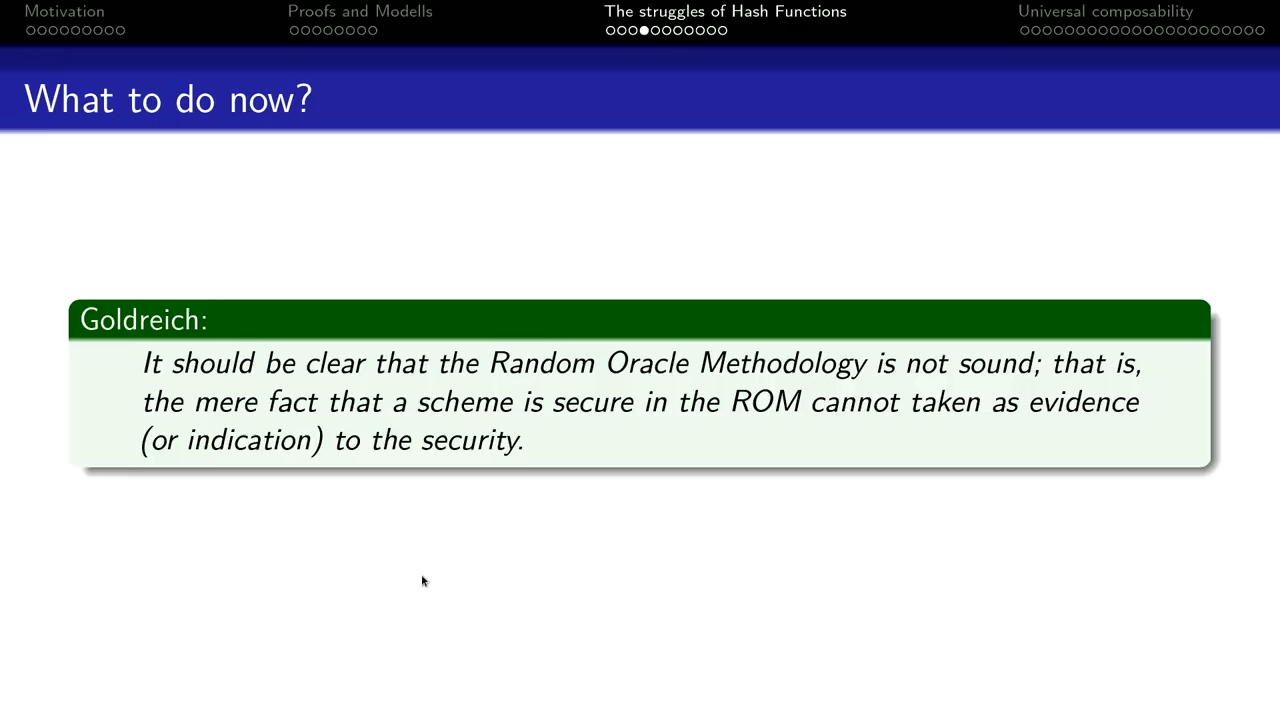 Motivation
Proofs and Modells
The struggles of Hash Functions
Universal composability
What to do now?
Goldreich:
It should be clear that the Random Oracle Methodology is not sound; that is,
the mere fact that a scheme is secure in the ROM cannot taken as evidence
(or indication) to the security.